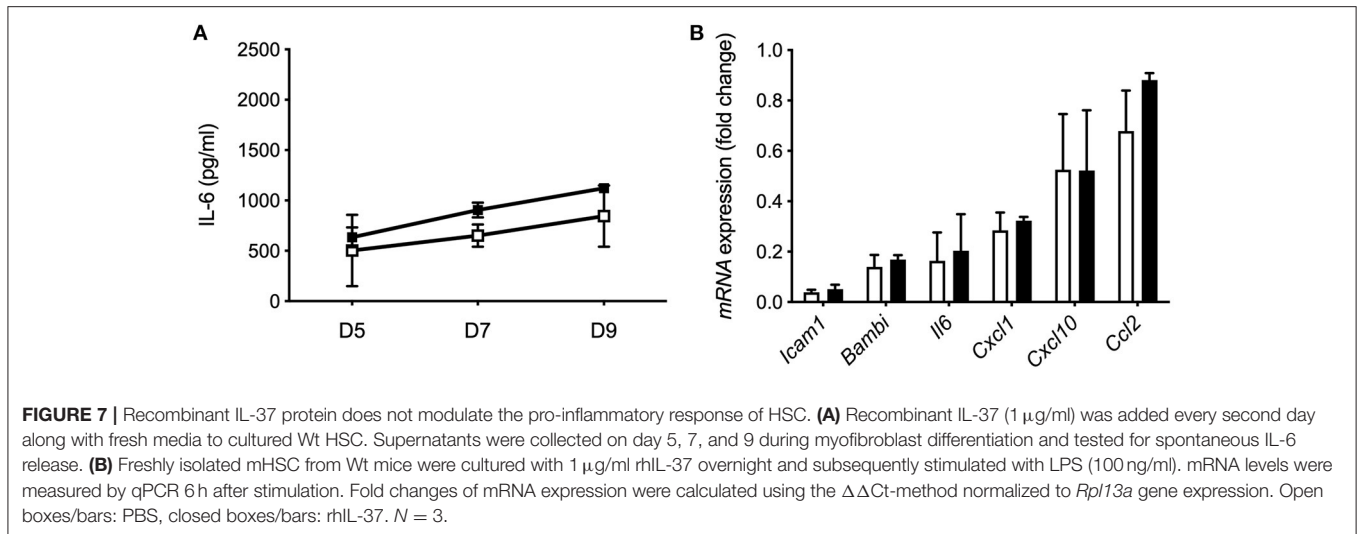 A
IL-6 (pg/ml)
2500
2000
1500
1000
500
0
D5 D7 D9
B
mRNA expression (fold change)
1.0
0.8
0.6
0.4
0.2
0.0
Icam1 Bambi Il6 Cxcl1 Cxcl10 Ccl2
FIGURE 7 | Recombinant IL-37 protein does not modulate the pro-inflammatory response of HSC. (A) Recombinant IL-37 (1 μg/ml) was added every second day
along with fresh media to cultured Wt HSC. Supernatants were collected on day 5, 7, and 9 during myofibroblast differentiation and tested for spontaneous IL-6
release. (B) Freshly isolated mHSC from Wt mice were cultured with 1 μg/ml rhIL-37 overnight and subsequently stimulated with LPS (100 ng/ml). mRNA levels were
measured by qPCR 6 h after stimulation. Fold changes of mRNA expression were calculated using the ΔΔCt-method normalized to Rpl13a gene expression. Open
boxes/bars: PBS, closed boxes/bars: rhIL-37. N = 3.